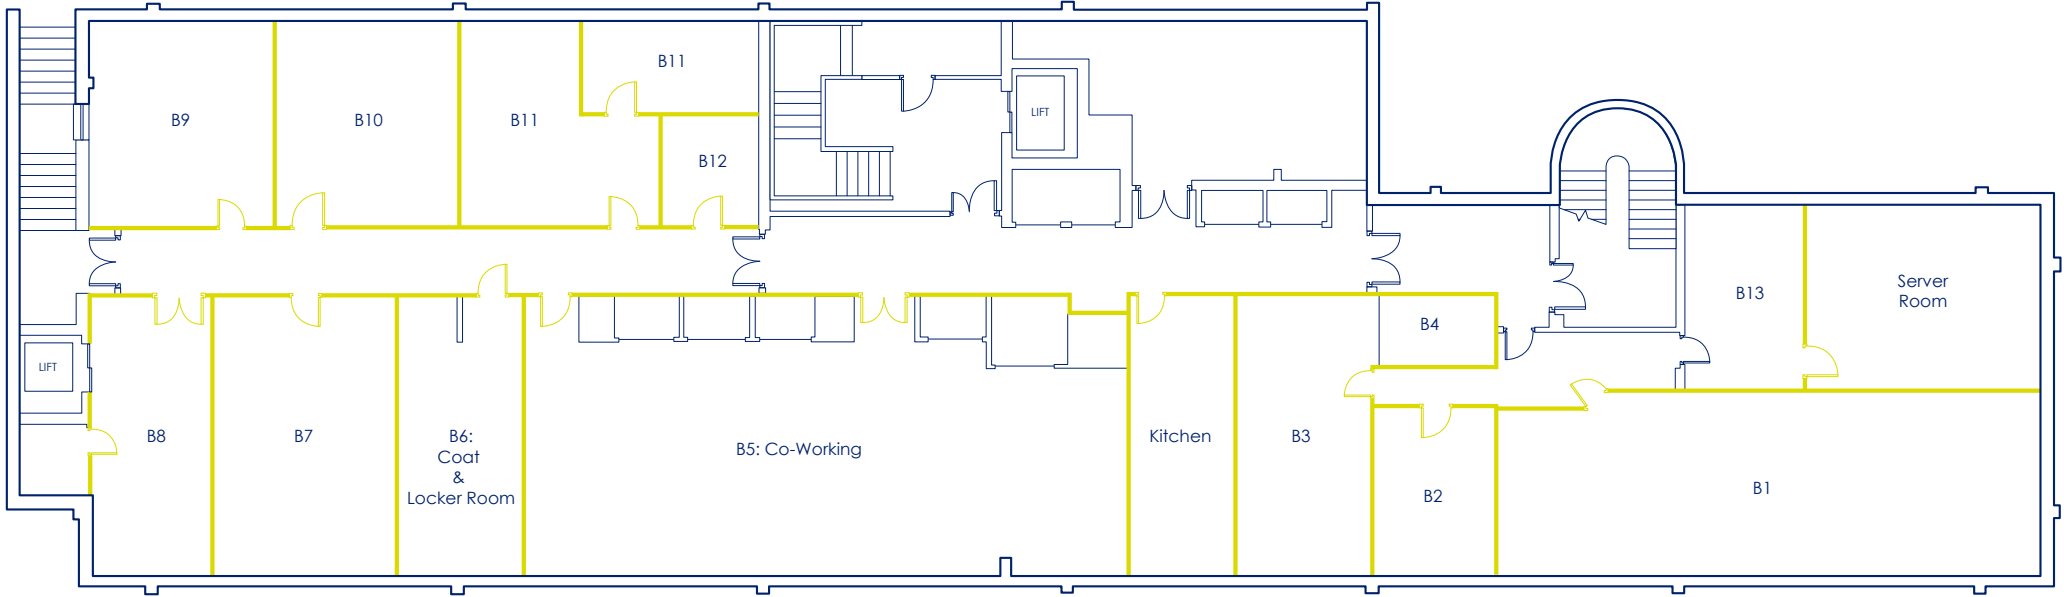 B11
B9
B10
B11
B12
LIFT
B13
Server
Room
B4
LIFT
B8
B7
B6:
Coat
&
Locker Room
B5: Co-Working
Kitchen
B3
B2
B1